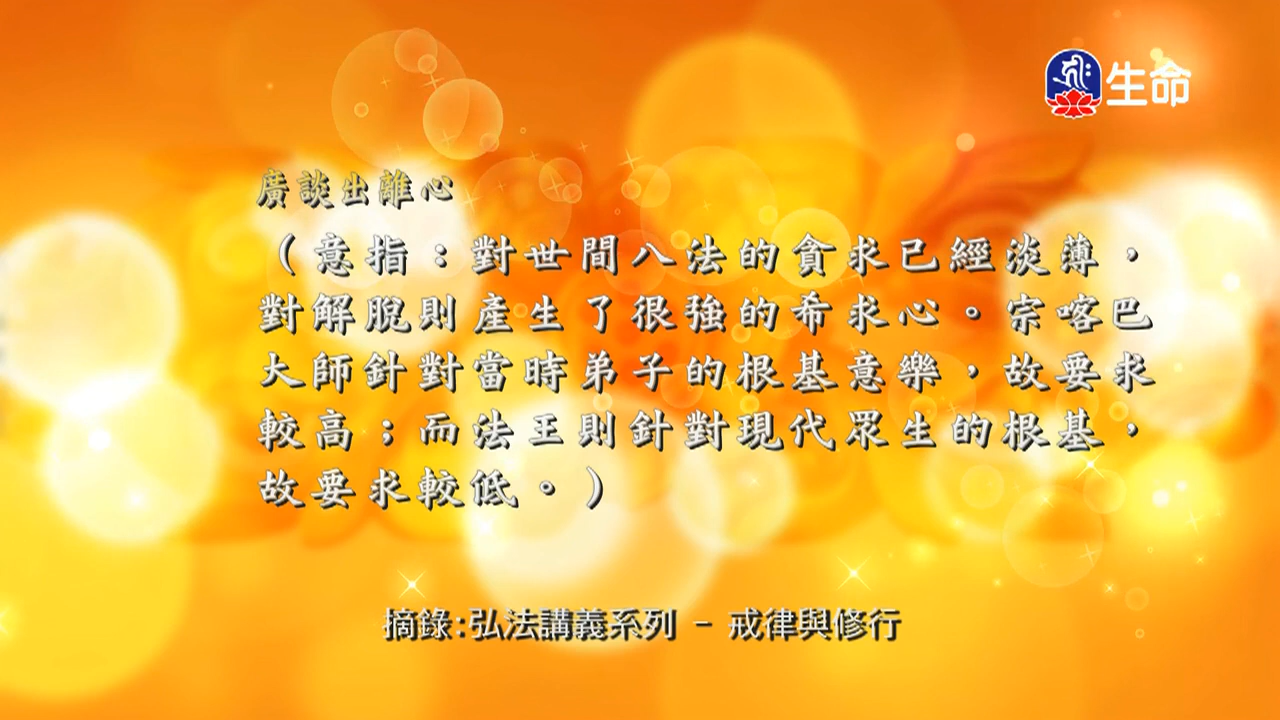 生命
廣談出離心
（意指：對世間八法的貪求已經淡薄，
對解脫則產生了很強的希求心。宗喀巴
大師針對當時弟子的根基意樂，故要求
較高；而法王則針對現代眾生的根基，
故要求較低。）
摘錄:弘法講義系列 - 戒律與修行